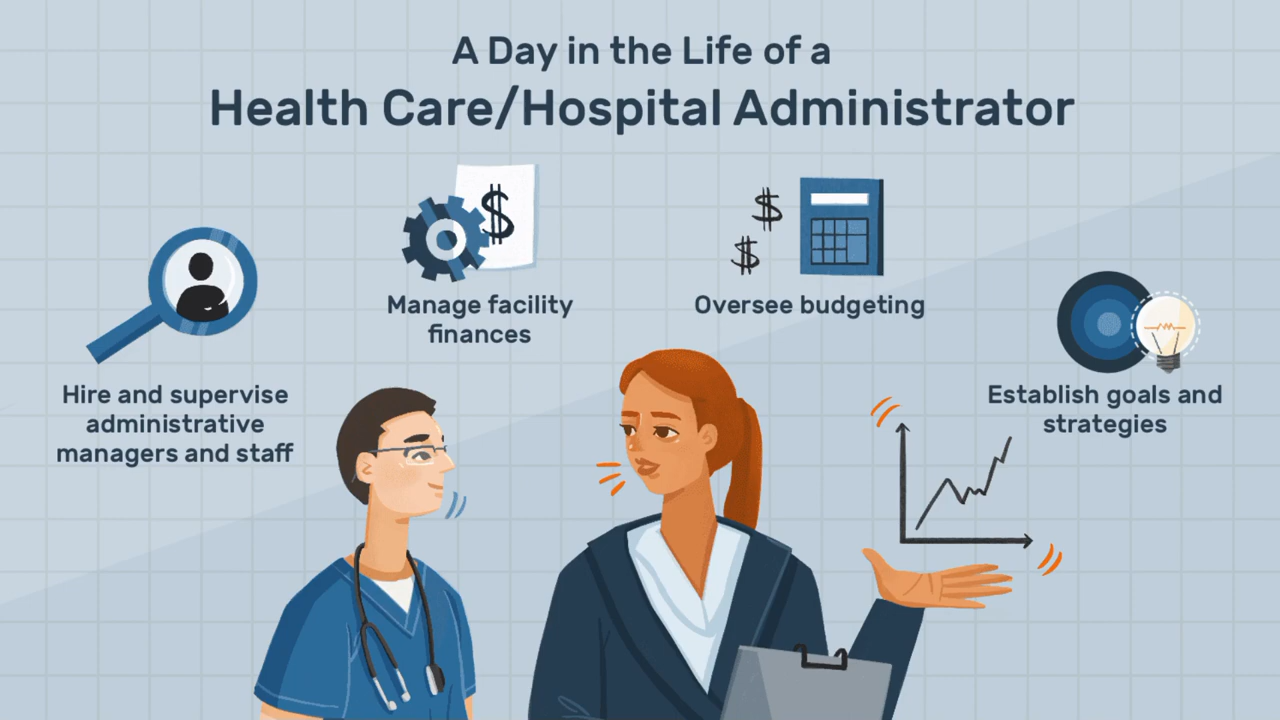 A Day in the Life of a
Health Care/Hospital Administrator
Hire and supervise
administrative
managers and staff
$
Manage facility
finances
$
$
Oversee budgeting
Establish goals and
strategies